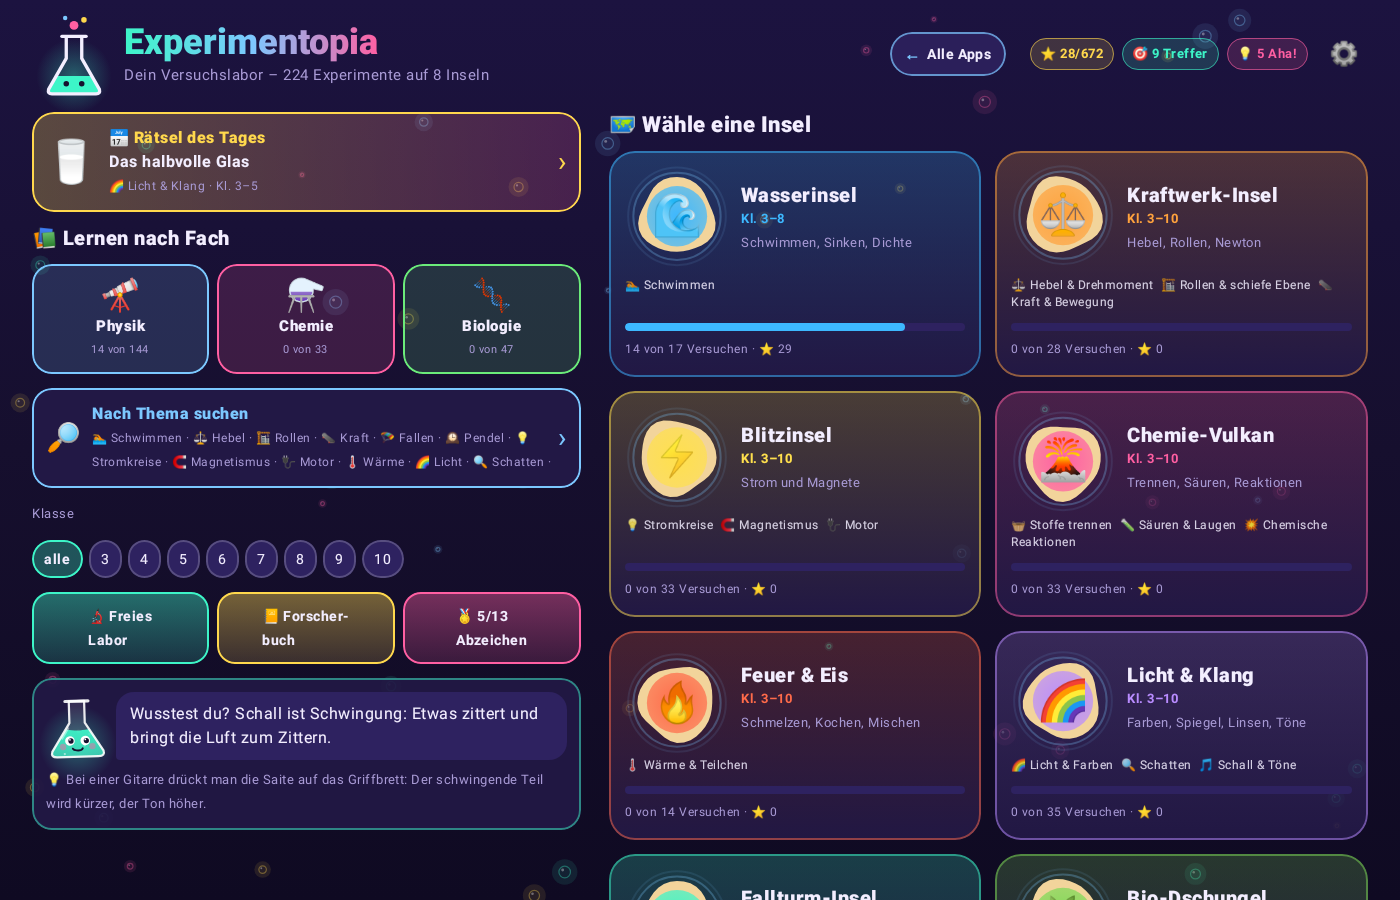 Experimentopia
Dein Versuchslabor – 224 Experimente auf 8 Inseln
← Alle Apps
28/672
9 Treffer
5 Aha!
Rätsel des Tages
Das halbvolle Glas
Licht & Klang · Kl. 3–5
›
Lernen nach Fach
Physik
14 von 144
Chemie
0 von 33
Biologie
0 von 47
Nach Thema suchen
Schwimmen · Hebel · Rollen · Kraft · Fallen · Pendel ·
Stromkreise · Magnetismus · Motor · Wärme · Licht · Schatten ·
›
Klasse
alle 3 4 5 6 7 8 9 10
Freies
Labor
Forscher-
buch
5/13
Abzeichen
Wusstest du? Schall ist Schwingung: Etwas zittert und
bringt die Luft zum Zittern.
Bei einer Gitarre drückt man die Saite auf das Griffbrett: Der schwingende Teil
wird kürzer, der Ton höher.
Wähle eine Insel
Wasserinsel
Kl. 3–8
Schwimmen, Sinken, Dichte
Schwimmen
14 von 17 Versuchen · 29
Kraftwerk-Insel
Kl. 3–10
Hebel, Rollen, Newton
Hebel & Drehmoment Rollen & schiefe Ebene
Kraft & Bewegung
0 von 28 Versuchen · 0
Blitzinsel
Kl. 3–10
Strom und Magnete
Stromkreise Magnetismus Motor
0 von 33 Versuchen · 0
Chemie-Vulkan
Kl. 3–10
Trennen, Säuren, Reaktionen
Stoffe trennen Säuren & Laugen Chemische
Reaktionen
0 von 33 Versuchen · 0
Feuer & Eis
Kl. 3–10
Schmelzen, Kochen, Mischen
Wärme & Teilchen
0 von 14 Versuchen · 0
Licht & Klang
Kl. 3–10
Farben, Spiegel, Linsen, Töne
Licht & Farben Schatten Schall & Töne
0 von 35 Versuchen · 0
Fallturm-Insel
Bio-Dschungel